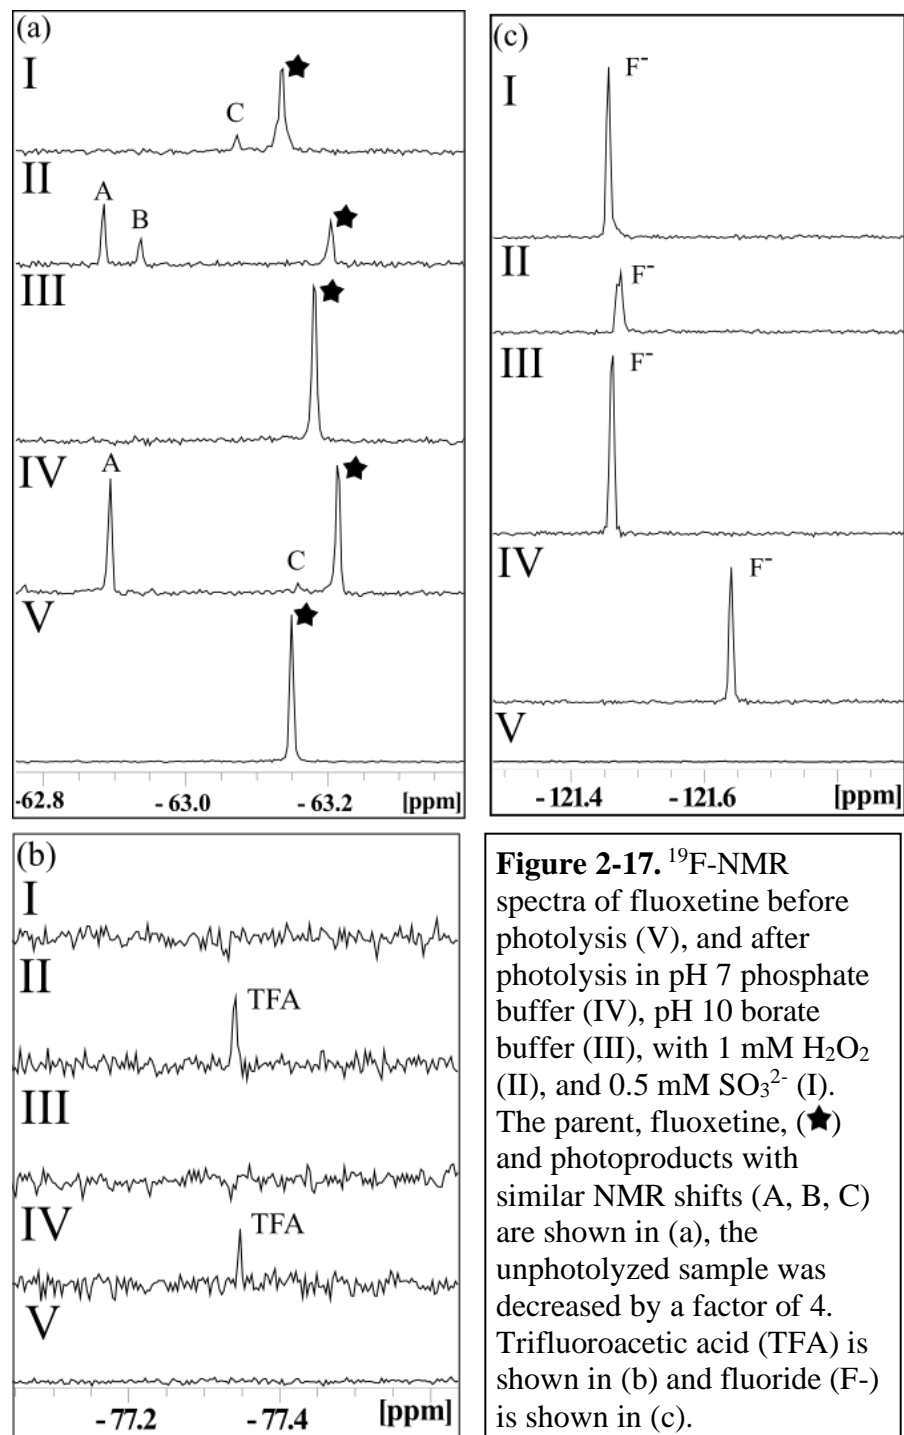 (a)
I
C
II
A
B
III
IV
A
C
V
-62.8 -63.0 -63.2 [ppm]
(c)
I
F-
II
F-
III
F-
IV
F-
V
-121.4 -121.6 [ppm]
(b)
I
II
TFA
III
IV
TFA
V
-77.2 -77.4 [ppm]
Figure 2-17. ¹⁹F-NMR
spectra of fluoxetine before
photolysis (V), and after
photolysis in pH 7 phosphate
buffer (IV), pH 10 borate
buffer (III), with 1 mM H₂O₂
(II), and 0.5 mM SO₃²⁻ (I).
The parent, fluoxetine, (★)
and photoproducts with
similar NMR shifts (A, B, C)
are shown in (a), the
unphotolyzed sample was
decreased by a factor of 4.
Trifluoroacetic acid (TFA) is
shown in (b) and fluoride (F-)
is shown in (c).